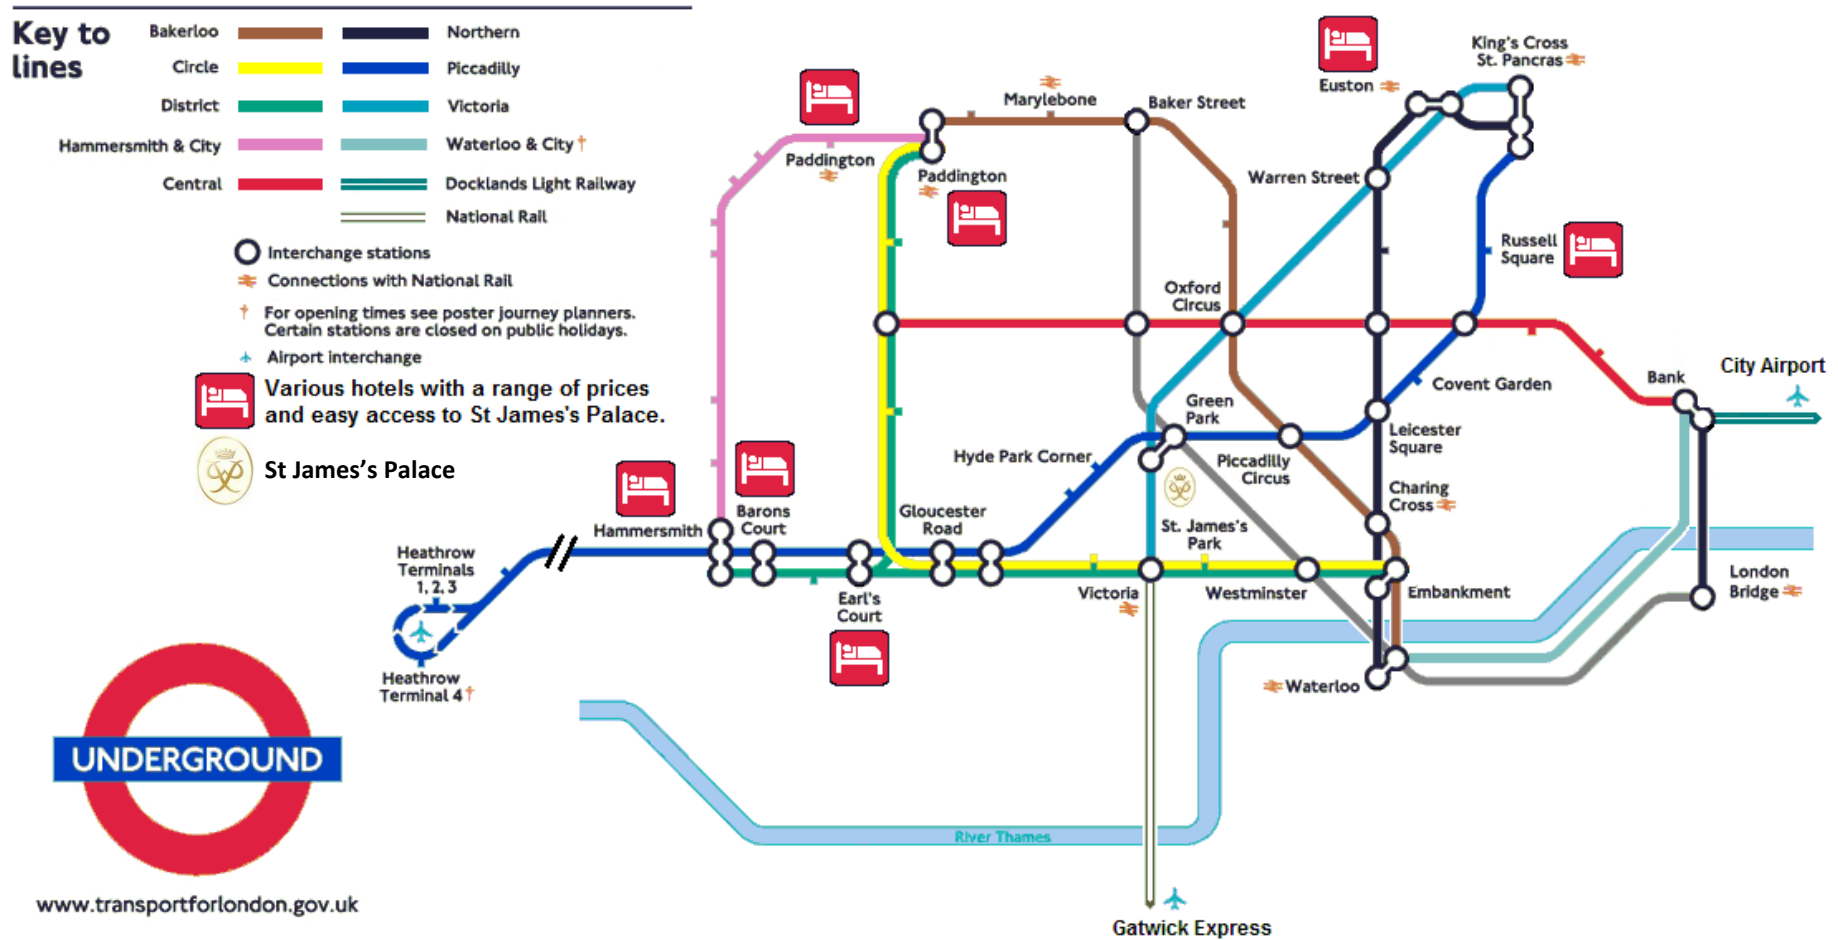 Key to
lines
Bakerloo
Northern
Circle
Piccadilly
District
Victoria
Hammersmith & City
Waterloo & City †
Central
Docklands Light Railway
National Rail
Interchange stations
Connections with National Rail
† For opening times see poster journey planners.
Certain stations are closed on public holidays.
Airport interchange
Various hotels with a range of prices
and easy access to St James's Palace.
St James's Palace
Euston
King's Cross
St. Pancras
Marylebone
Baker Street
Paddington
Paddington
Warren Street
Russell
Square
Oxford
Circus
City Airport
Bank
Covent Garden
Green
Park
Leicester
Square
Hyde Park Corner
Piccadilly
Circus
Charing
Cross
Hammersmith
Barons
Court
Gloucester
Road
St. James's
Park
Heathrow
Terminals
1, 2, 3
Earl's
Court
Victoria
Westminster
Embankment
London
Bridge
Heathrow
Terminal 4 †
Waterloo
UNDERGROUND
River Thames
www.transportforlondon.gov.uk
Gatwick Express